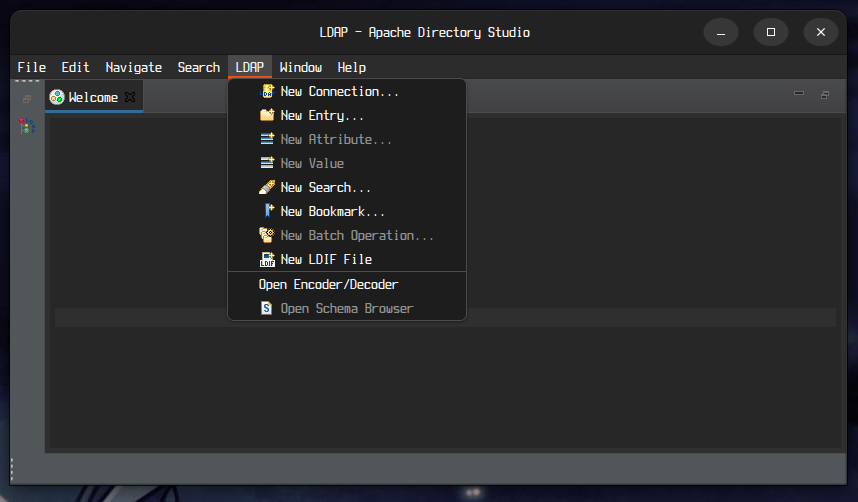 LDAP - Apache Directory Studio
File Edit Navigate Search LDAP Window Help
Welcome
New Connection...
New Entry...
New Attribute...
New Value
New Search...
New Bookmark...
New Batch Operation...
LDIF New LDIF File
Open Encoder/Decoder
S Open Schema Browser